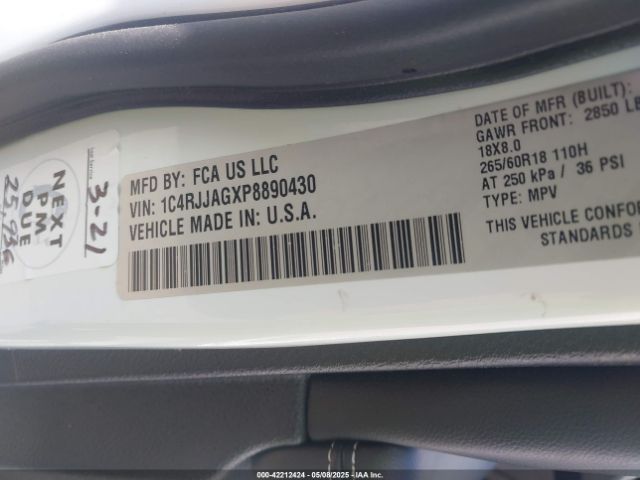 MFD BY: FCA US LLC
VIN: 1C4RJJAGXP8890430
VEHICLE MADE IN: U.S.A.
DATE OF MFR (BUILT):
GAWR FRONT: 2850 LB
18X8.0
265/60R18 110H
AT 250 kPa / 36 PSI
TYPE: MPV
THIS VEHICLE CONFOR
STANDARDS
NEXT
PM
DUE
3-21
000-42212424 | 05/08/2025 | IAA Inc.